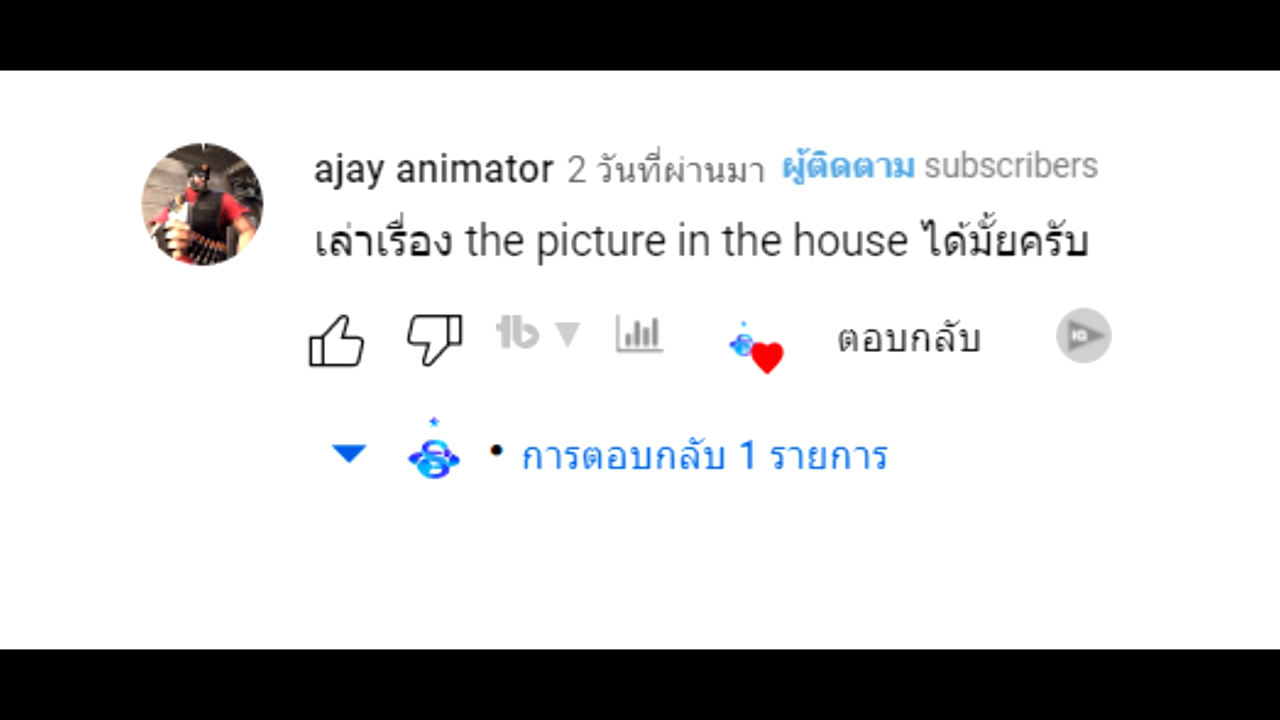 ajay animator 2 วันที่ผ่านมา ผู้ติดตาม subscribers
เล่าเรื่อง the picture in the house ได้มั้ยครับ
tb ตอบกลับ IQ
• การตอบกลับ 1 รายการ